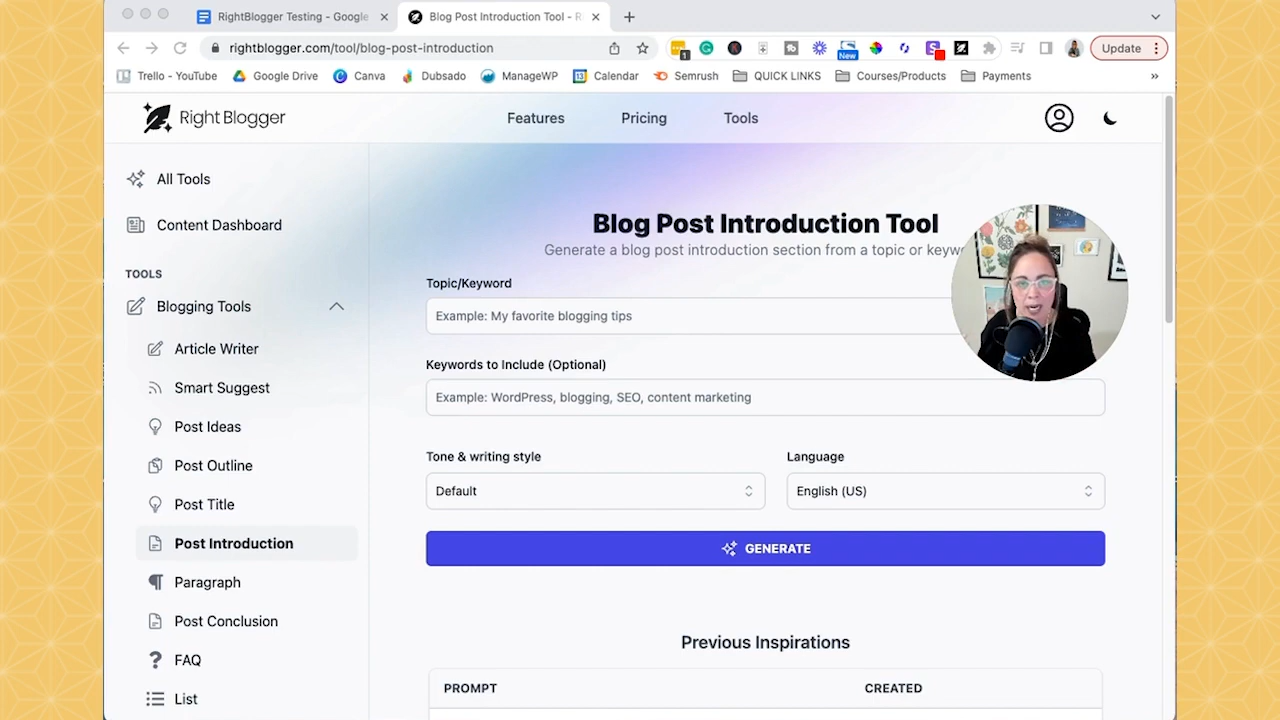 RightBlogger Testing - Google
Blog Post Introduction Tool - Ri
rightblogger.com/tool/blog-post-introduction
1
New
Update
Trello - YouTube
Google Drive
Canva
Dubsado
ManageWP
Calendar
Semrush
QUICK LINKS
Courses/Products
Payments
»
RightBlogger
Features
Pricing
Tools
All Tools
Content Dashboard
TOOLS
Blogging Tools
Article Writer
Smart Suggest
Post Ideas
Post Outline
Post Title
Post Introduction
Paragraph
Post Conclusion
FAQ
List
Blog Post Introduction Tool
Generate a blog post introduction section from a topic or keyw
Topic/Keyword
Example: My favorite blogging tips
Keywords to Include (Optional)
Example: WordPress, blogging, SEO, content marketing
Tone & writing style
Language
Default
English (US)
GENERATE
Previous Inspirations
PROMPT
CREATED